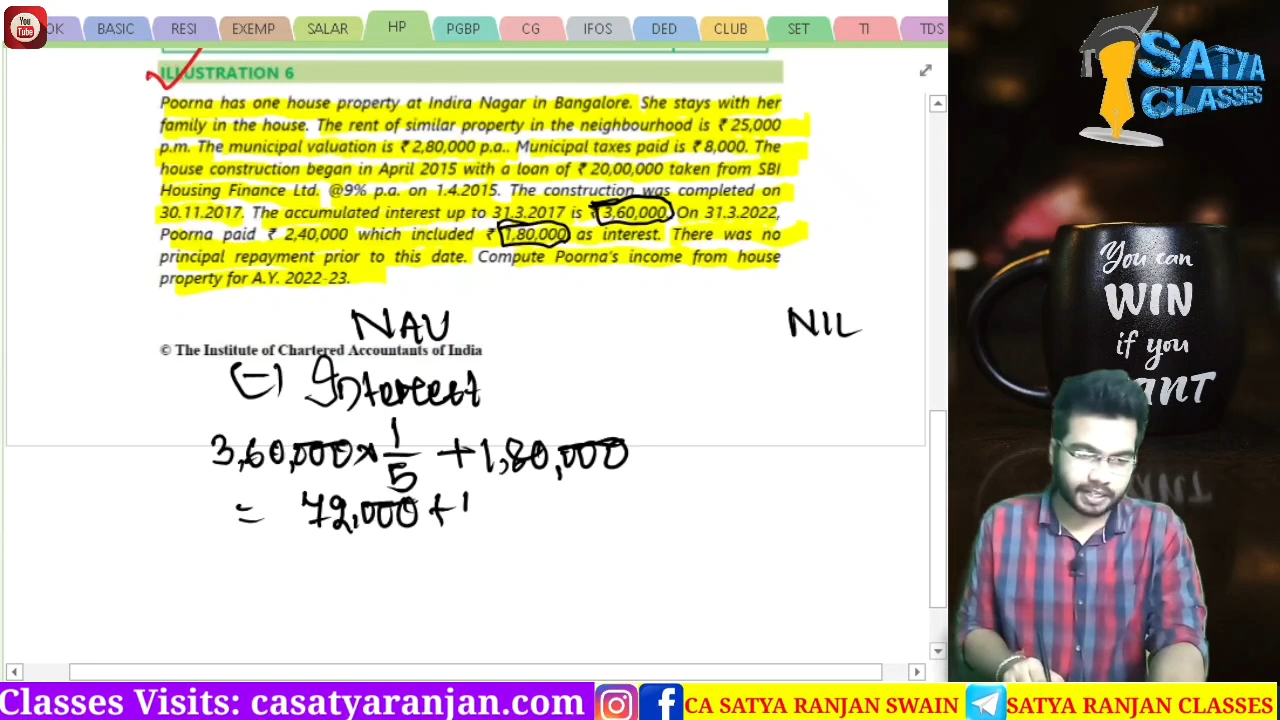 You
Tube
OK BASIC RESI EXEMP SALAR HP PGBP CG IFOS DED CLUB SET TI TDS
SATYA
CLASSES
ILLUSTRATION 6
Poorna has one house property at Indira Nagar in Bangalore. She stays with her
family in the house. The rent of similar property in the neighbourhood is ₹ 25,000
p.m. The municipal valuation is ₹ 2,80,000 p.a.. Municipal taxes paid is ₹ 8,000. The
house construction began in April 2015 with a loan of ₹ 20,00,000 taken from SBI
Housing Finance Ltd. @9% p.a. on 1.4.2015. The construction was completed on
30.11.2017. The accumulated interest up to 31.3.2017 is ₹ 3,60,000. On 31.3.2022,
Poorna paid ₹ 2,40,000 which included ₹ 1,80,000 as interest. There was no
principal repayment prior to this date. Compute Poorna's income from house
property for A.Y. 2022-23.
NAV NIL
© The Institute of Chartered Accountants of India
(-) Interest
3,60,000 × 1/5 + 1,80,000
= 72,000 + 1
You can
WIN
if you
WANT
Classes Visits: casatyaranjan.com CA SATYA RANJAN SWAIN SATYA RANJAN CLASSES